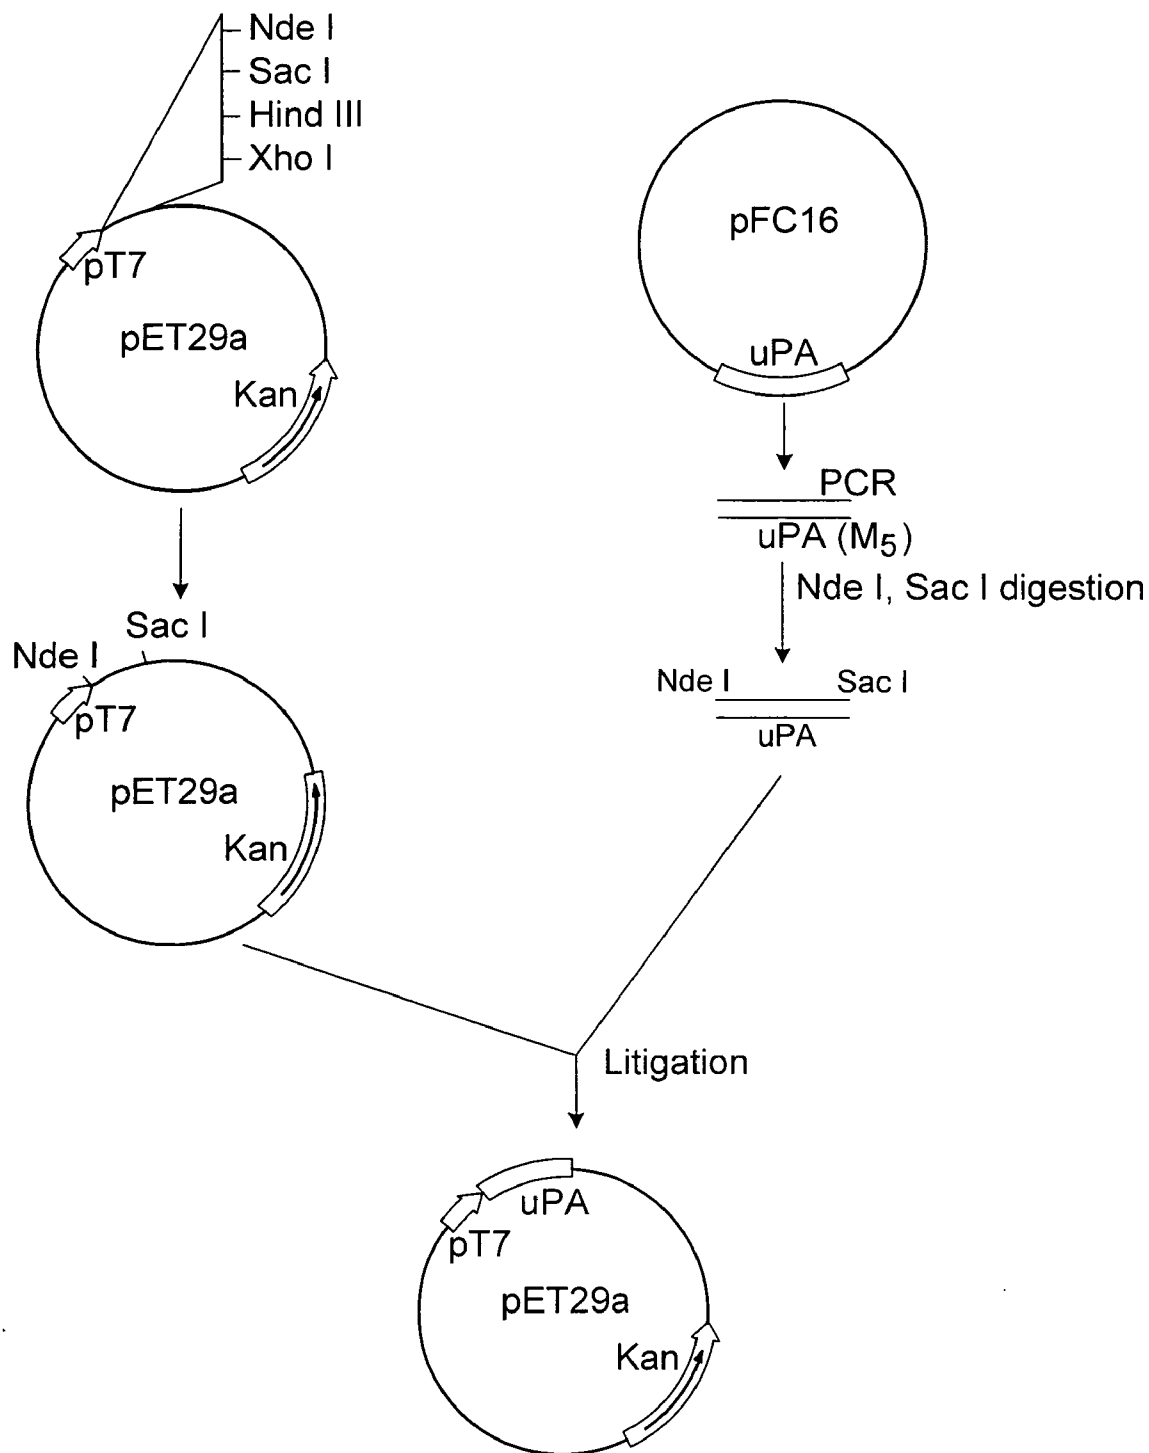 Nde I
Sac I
Hind III
Xho I
pT7
pET29a
Kan
pFC16
uPA
PCR
uPA (M5)
Nde I, Sac I digestion
Sac I
Nde I
pT7
pET29a
Kan
Nde I Sac I
uPA
Litigation
uPA
pT7
pET29a
Kan